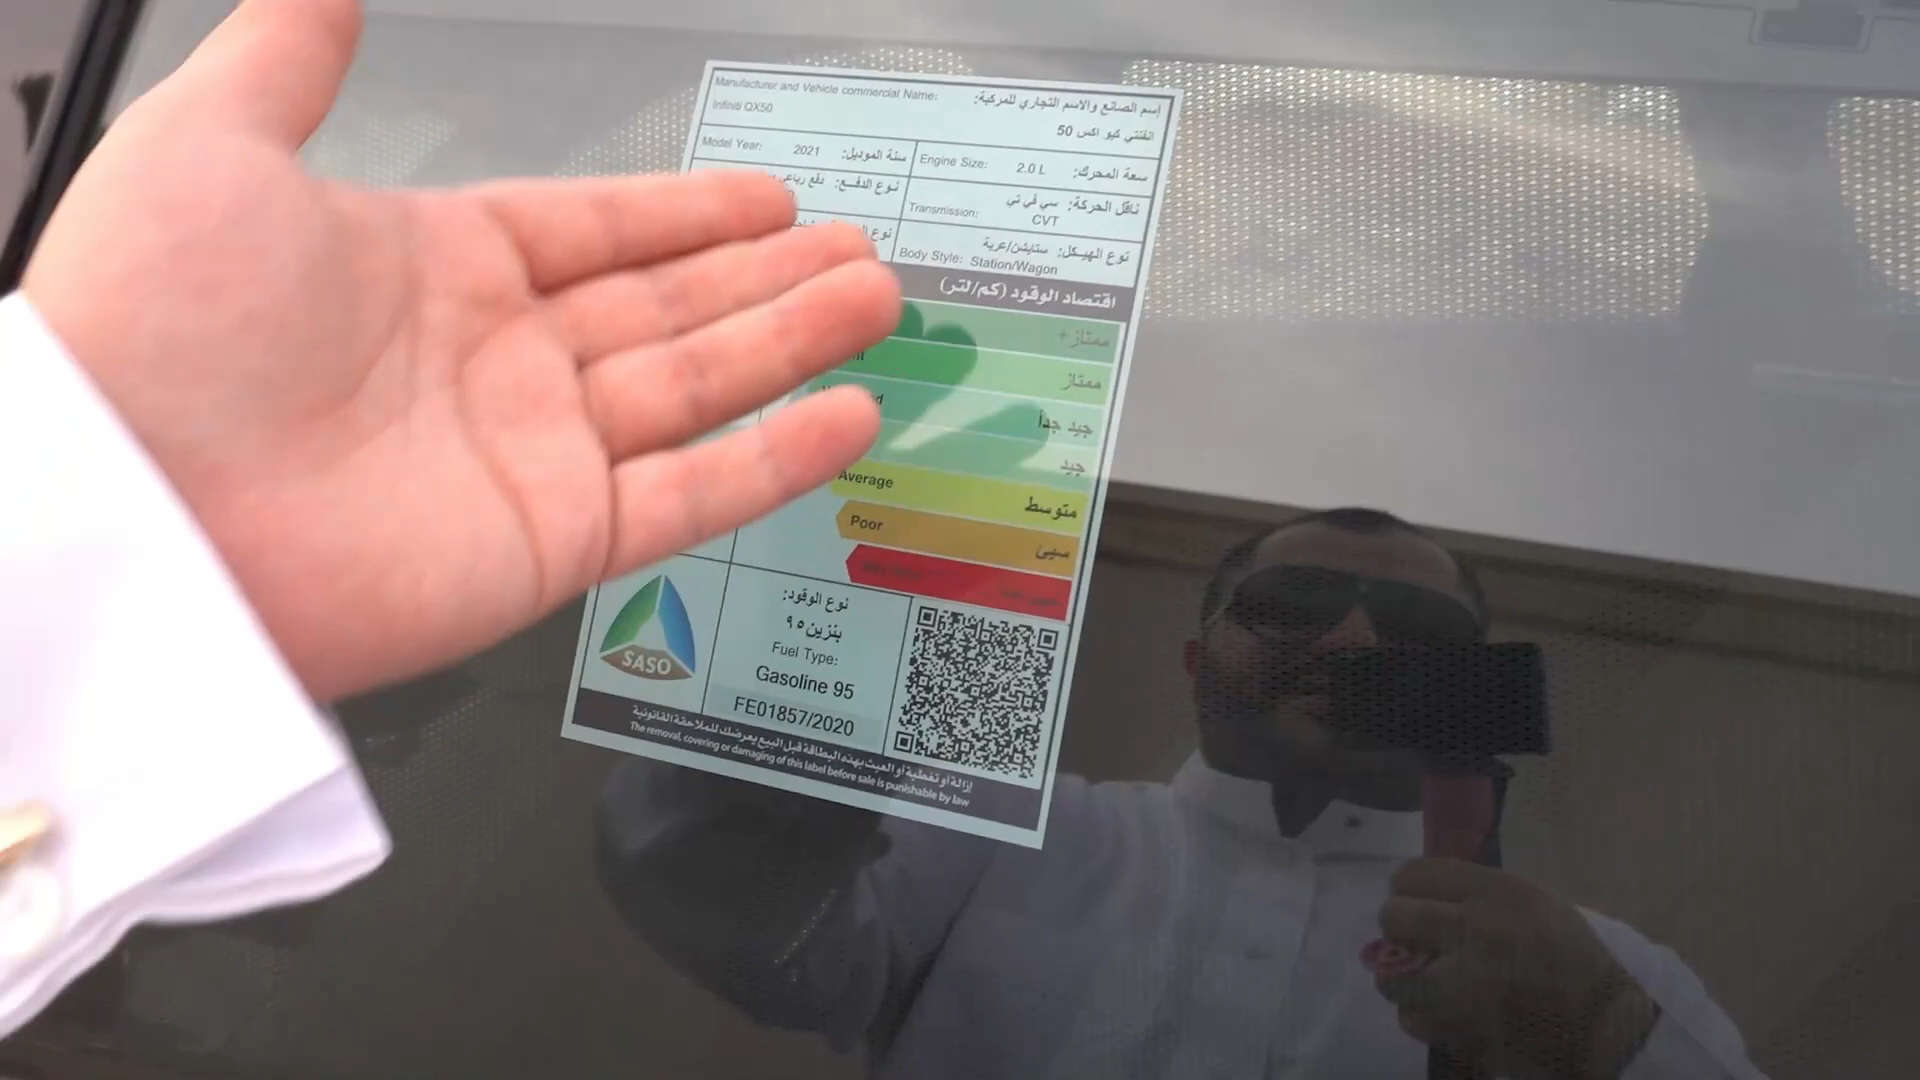 Manufacturer and Vehicle commercial Name:
إسم الصانع والاسم التجاري للمركبة:
Infiniti QX50
انفنتي كيو اكس 50
Model Year: 2021 سنة الموديل:
Engine Size: 2.0 L سعة المحرك:
نوع الدفع: دفع رباعي
ناقل الحركة: سي في تي
Transmission: CVT
نوع الهيكل: ستايشن/عربة
Body Style: Station/Wagon
اقتصاد الوقود (كم/لتر)
ممتاز+
ممتاز
جيد جداً
جيد
Average متوسط
Poor سيئ
SASO
نوع الوقود:
بنزين ٩٥
Fuel Type:
Gasoline 95
FE01857/2020
إزالة أو تغطية أو العبث بهذه البطاقة قبل البيع يعرضك للملاحقة القانونية
The removal, covering or damaging of this label before sale is punishable by law